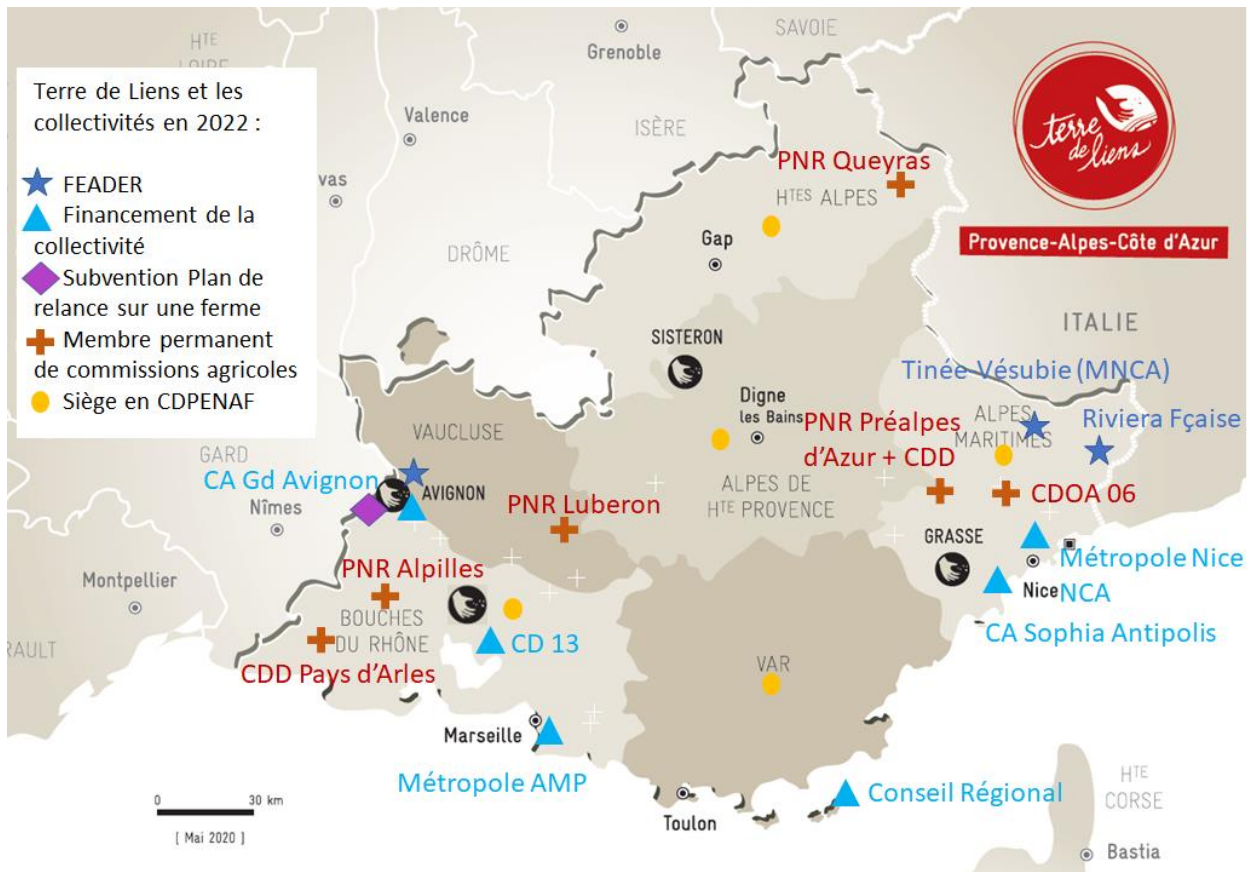 Terre de Liens et les
collectivités en 2022 :
FEADER
Financement de la
collectivité
Subvention Plan de
relance sur une ferme
Membre permanent
de commissions agricoles
Siège en CDPENAF
HTE
LOIRE
Grenoble
SAVOIE
Valence
ISÈRE
vas
DRÔME
terre
de liens
Provence-Alpes-Côte d'Azur
PNR Queyras
HTES ALPES
Gap
ITALIE
SISTERON
Tinée-Vésubie (MNCA)
Digne
les Bains
PNR Préalpes
d'Azur + CDD
ALPES
MARITIMES
Riviera Fçaise
VAUCLUSE
GARD
CA Gd Avignon
AVIGNON
Nîmes
PNR Luberon
ALPES DE
HTE PROVENCE
CDOA 06
GRASSE
Métropole Nice
NCA
Nice
CA Sophia Antipolis
Montpellier
PNR Alpilles
BOUCHES
DU RHÔNE
CD 13
RAULT
CDD Pays d'Arles
VAR
Marseille
Métropole AMP
Toulon
Conseil Régional
HTE
CORSE
Bastia
0 30 km
[ Mai 2020 ]